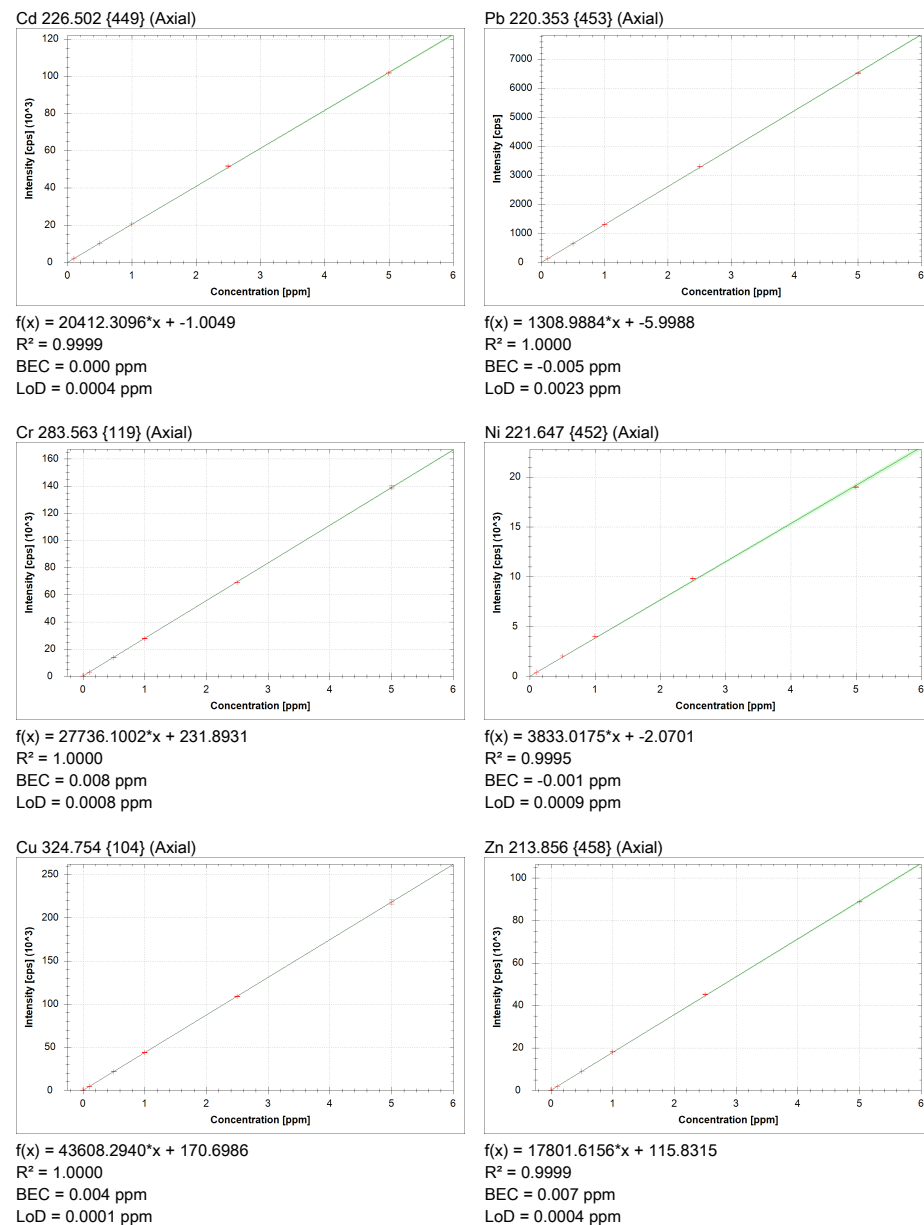 Cd 226.502 {449} (Axial)
Intensity [cps] (10^3)
120
100
80
60
40
20
0
0 1 2 3 4 5 6
Concentration [ppm]
f(x) = 20412.3096*x + -1.0049
R² = 0.9999
BEC = 0.000 ppm
LoD = 0.0004 ppm
Pb 220.353 {453} (Axial)
Intensity [cps]
7000
6000
5000
4000
3000
2000
1000
0
0 1 2 3 4 5 6
Concentration [ppm]
f(x) = 1308.9884*x + -5.9988
R² = 1.0000
BEC = -0.005 ppm
LoD = 0.0023 ppm
Cr 283.563 {119} (Axial)
Intensity [cps] (10^3)
160
140
120
100
80
60
40
20
0
0 1 2 3 4 5 6
Concentration [ppm]
f(x) = 27736.1002*x + 231.8931
R² = 1.0000
BEC = 0.008 ppm
LoD = 0.0008 ppm
Ni 221.647 {452} (Axial)
Intensity [cps] (10^3)
20
15
10
5
0
0 1 2 3 4 5 6
Concentration [ppm]
f(x) = 3833.0175*x + -2.0701
R² = 0.9995
BEC = -0.001 ppm
LoD = 0.0009 ppm
Cu 324.754 {104} (Axial)
Intensity [cps] (10^3)
250
200
150
100
50
0
0 1 2 3 4 5 6
Concentration [ppm]
f(x) = 43608.2940*x + 170.6986
R² = 1.0000
BEC = 0.004 ppm
LoD = 0.0001 ppm
Zn 213.856 {458} (Axial)
Intensity [cps] (10^3)
100
80
60
40
20
0
0 1 2 3 4 5 6
Concentration [ppm]
f(x) = 17801.6156*x + 115.8315
R² = 0.9999
BEC = 0.007 ppm
LoD = 0.0004 ppm